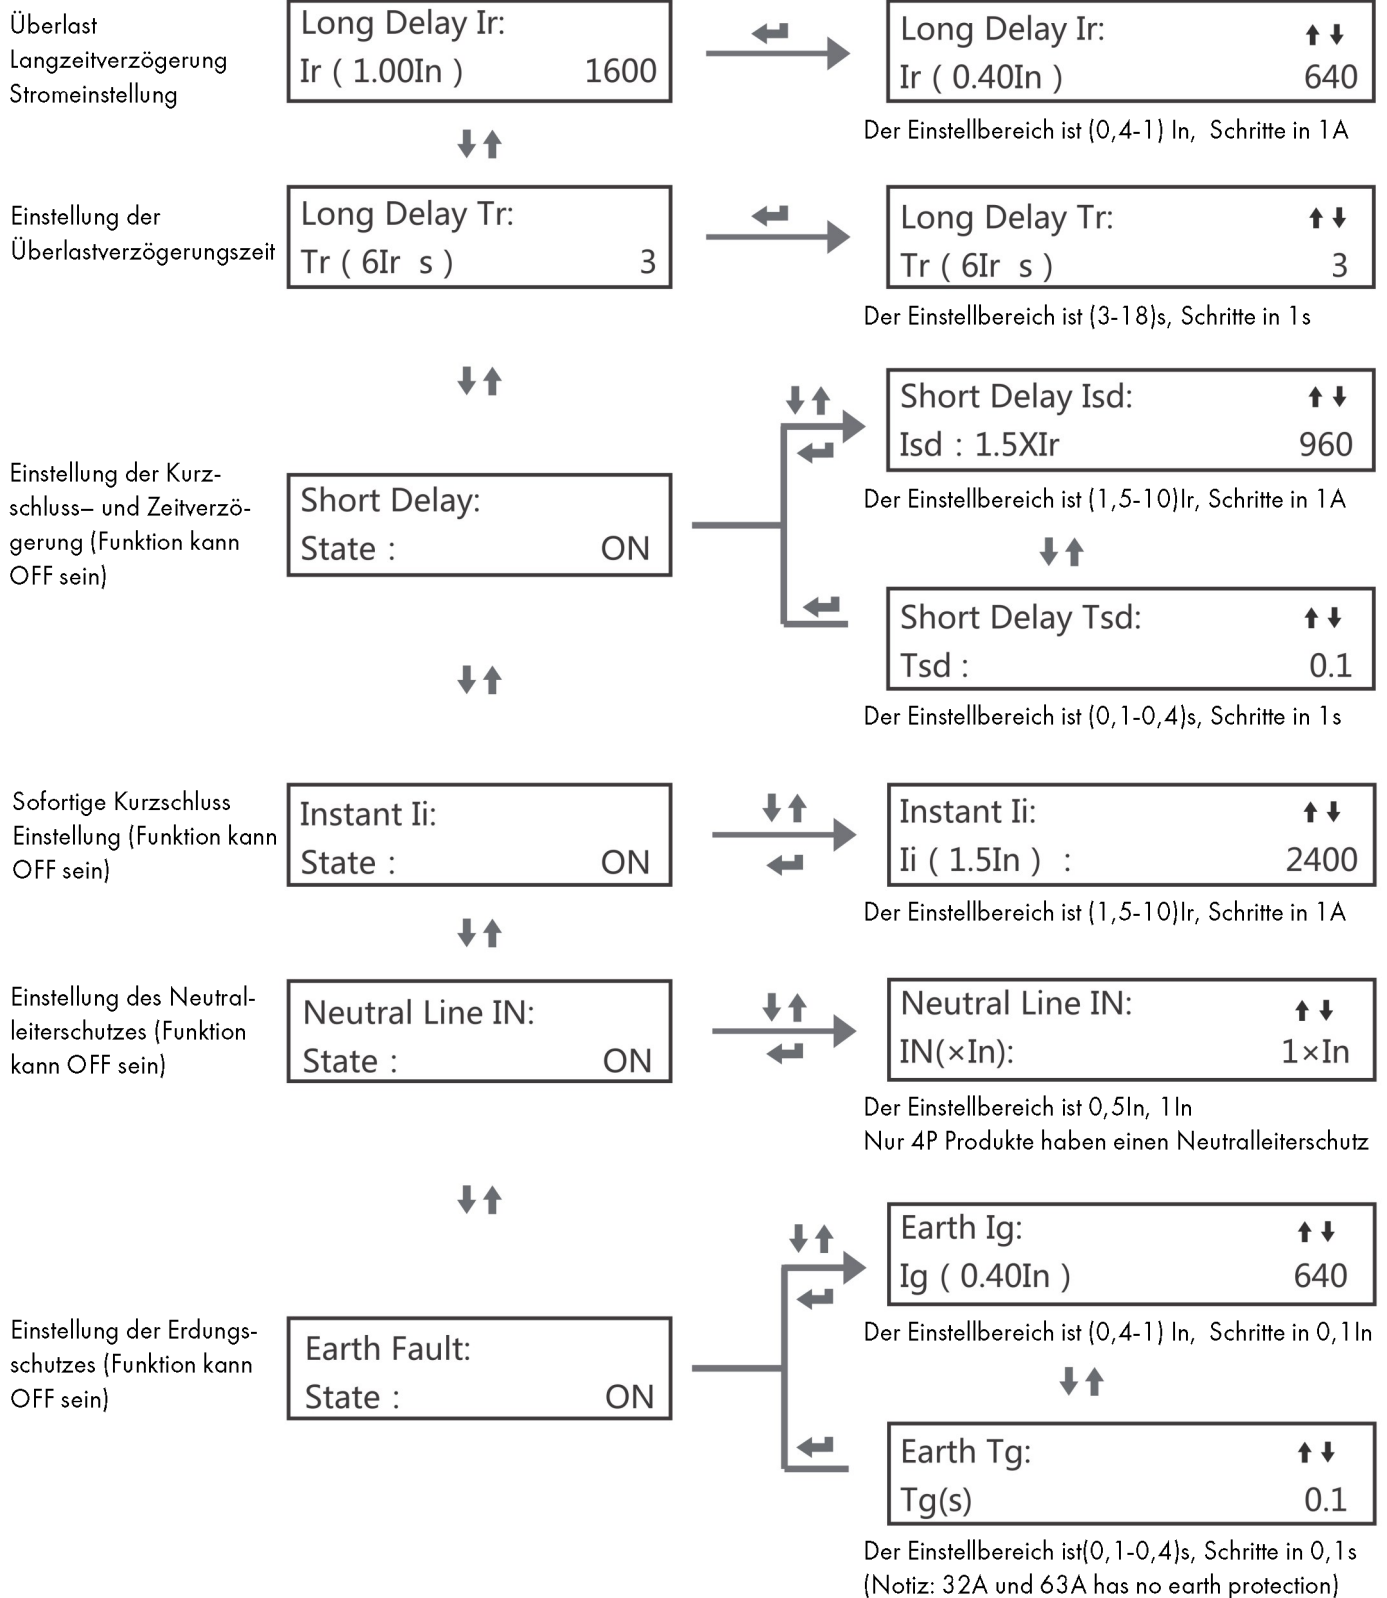 Überlast
Langzeitverzögerung
Stromeinstellung
Long Delay Ir:
Ir ( 1.00In ) 1600
Long Delay Ir:
Ir ( 0.40In ) 640
Der Einstellbereich ist (0,4-1) In, Schritte in 1A
Einstellung der
Überlastverzögerungszeit
Long Delay Tr:
Tr ( 6Ir s ) 3
Long Delay Tr:
Tr ( 6Ir s ) 3
Der Einstellbereich ist (3-18)s, Schritte in 1s
Einstellung der Kurz-
schluss– und Zeitverzö-
gerung (Funktion kann
OFF sein)
Short Delay:
State : ON
Short Delay Isd:
Isd : 1.5XIr 960
Der Einstellbereich ist (1,5-10)Ir, Schritte in 1A
Short Delay Tsd:
Tsd : 0.1
Der Einstellbereich ist (0,1-0,4)s, Schritte in 1s
Sofortige Kurzschluss
Einstellung (Funktion kann
OFF sein)
Instant Ii:
State : ON
Instant Ii:
Ii ( 1.5In ) : 2400
Der Einstellbereich ist (1,5-10)Ir, Schritte in 1A
Einstellung des Neutral-
leiterschutzes (Funktion
kann OFF sein)
Neutral Line IN:
State : ON
Neutral Line IN:
IN(×In): 1×In
Der Einstellbereich ist 0,5In, 1In
Nur 4P Produkte haben einen Neutralleiterschutz
Einstellung der Erdungs-
schutzes (Funktion kann
OFF sein)
Earth Fault:
State : ON
Earth Ig:
Ig ( 0.40In ) 640
Der Einstellbereich ist (0,4-1) In, Schritte in 0,1In
Earth Tg:
Tg(s) 0.1
Der Einstellbereich ist(0,1-0,4)s, Schritte in 0,1s
(Notiz: 32A und 63A has no earth protection)